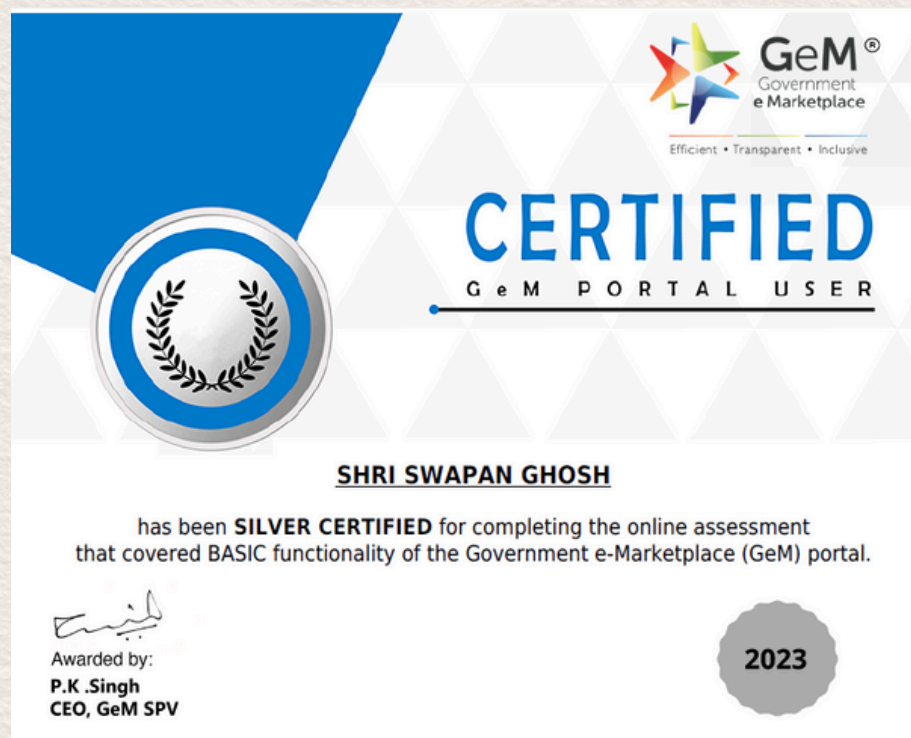 GeM®
Government
e Marketplace
Efficient • Transparent • Inclusive
CERTIFIED
GeM PORTAL USER
SHRI SWAPAN GHOSH
has been SILVER CERTIFIED for completing the online assessment
that covered BASIC functionality of the Government e-Marketplace (GeM) portal.
Awarded by:
P.K .Singh
CEO, GeM SPV
2023